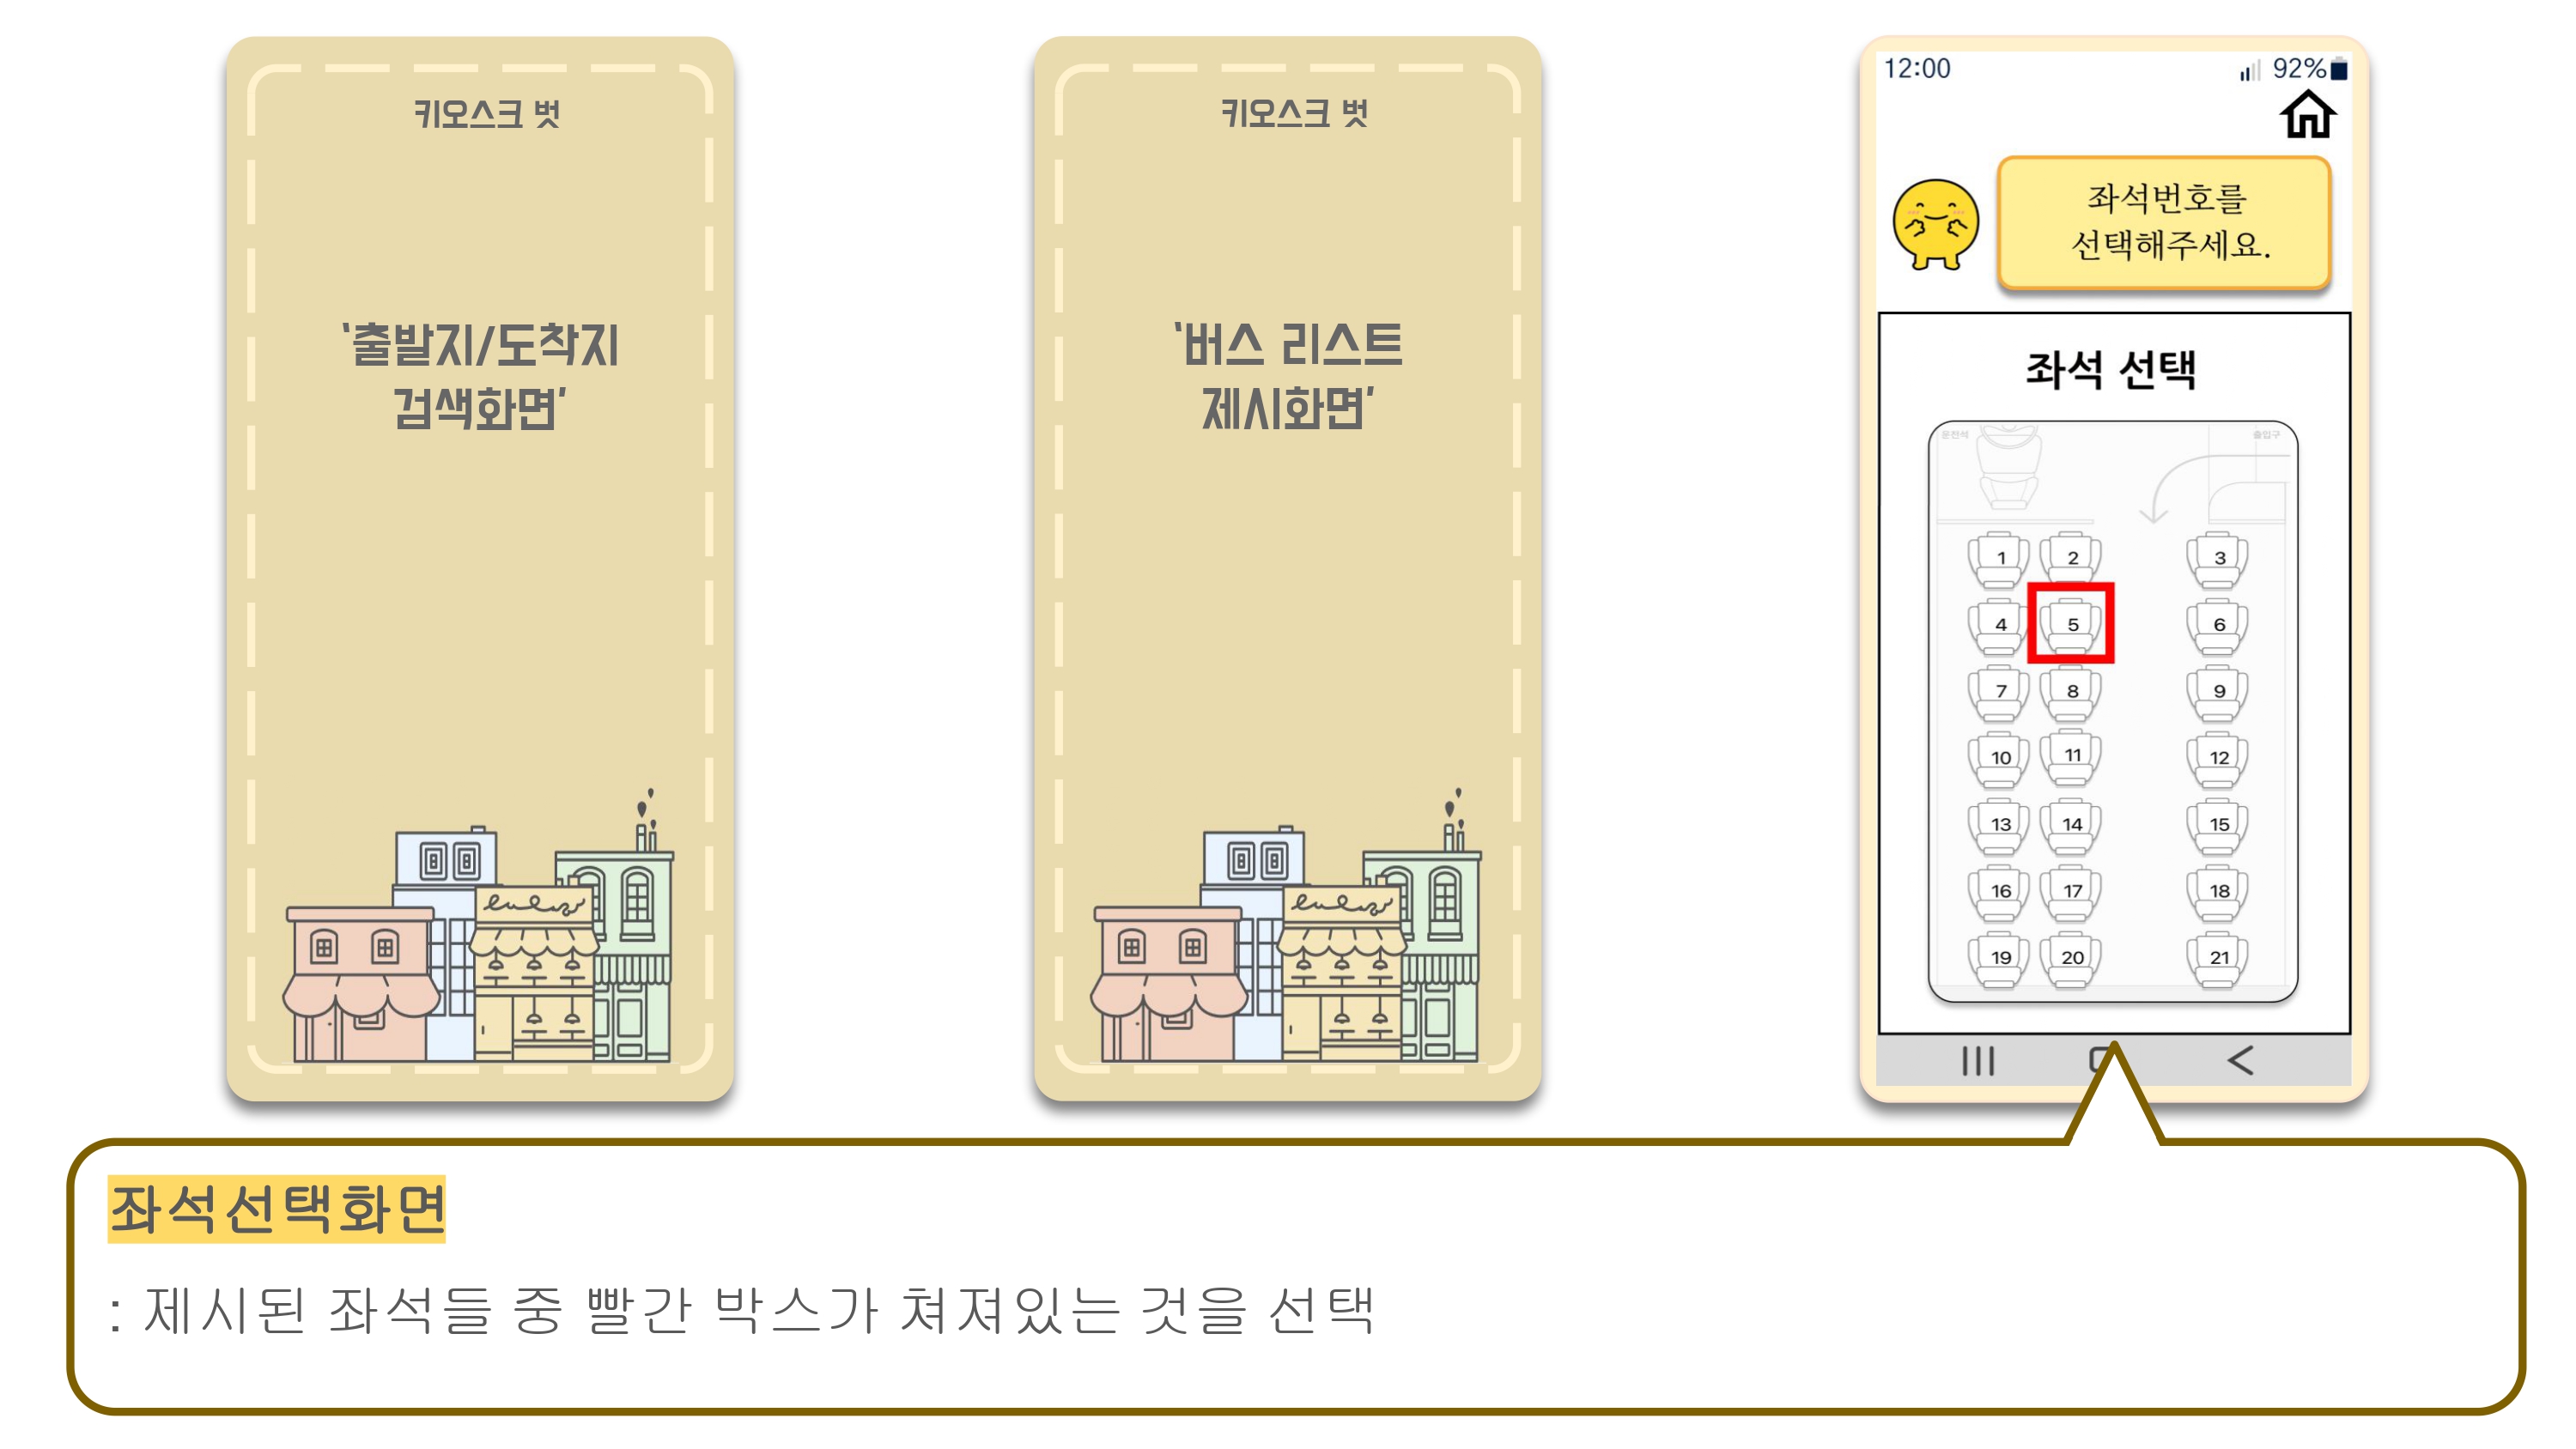 키오스크 벗
'출발지/도착지
검색화면'
키오스크 벗
'버스 리스트
제시화면'
12:00
92%
좌석번호를
선택해주세요.
좌석 선택
운전석
출입구
1 2 3
4 5 6
7 8 9
10 11 12
13 14 15
16 17 18
19 20 21
좌석선택화면
: 제시된 좌석들 중 빨간 박스가 쳐져있는 것을 선택